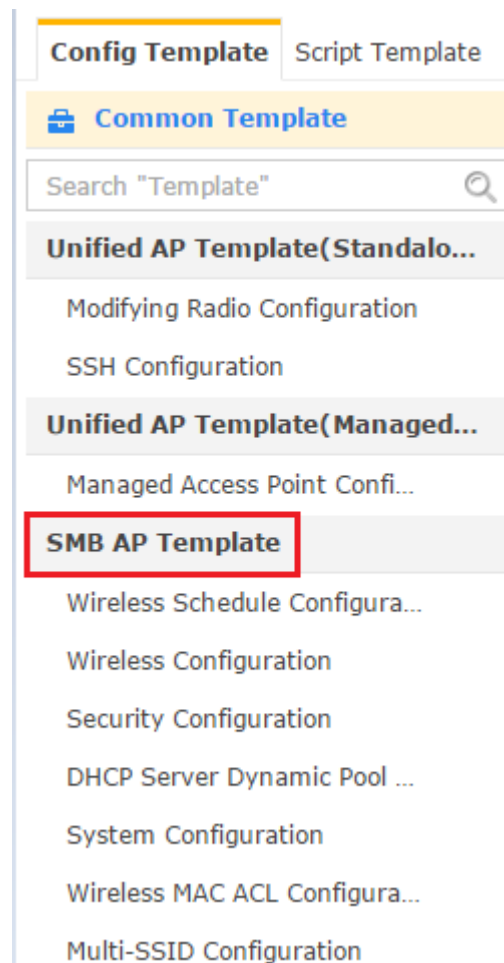 Config Template Script Template
Common Template
Search "Template"
Unified AP Template(Standalo...
Modifying Radio Configuration
SSH Configuration
Unified AP Template(Managed...
Managed Access Point Confi...
SMB AP Template
Wireless Schedule Configura...
Wireless Configuration
Security Configuration
DHCP Server Dynamic Pool ...
System Configuration
Wireless MAC ACL Configura...
Multi-SSID Configuration